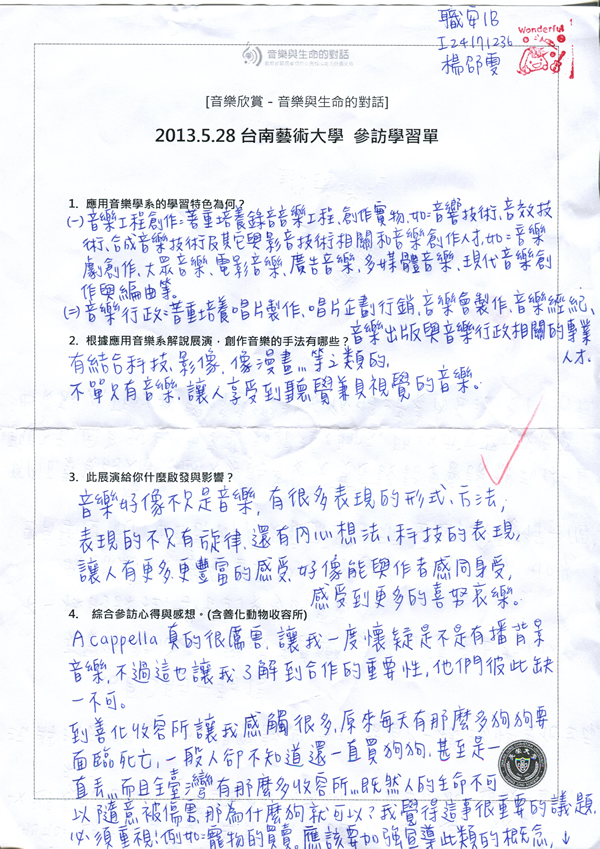 職安1B
I24171236
楊邵雯
Wonderful
音樂與生命的對話
[音樂欣賞 - 音樂與生命的對話]
2013.5.28 台南藝術大學 參訪學習單
1. 應用音樂學系的學習特色為何？
(一)音樂工程創作=著重培養錄音音樂工程、創作實物、如=音響技術、音效技
術、合成音樂技術及其它與影音技術相關和音樂創作人才、如=音樂
劇創作、大眾音樂、電影音樂、廣告音樂、多媒體音樂、現代音樂創
作與編曲等。
(二)音樂行政=著重培養唱片製作、唱片企劃行銷、音樂會製作、音樂經紀、
音樂出版與音樂行政相關的專業
人才.
2. 根據應用音樂系解說展演，創作音樂的手法有哪些？
有結合科技、影像、像漫畫…等之類的.
不單只有音樂、讓人享受到聽覺兼具視覺的音樂。
3. 此展演給你什麼啟發與影響？
音樂好像不只是音樂, 有很多表現的形式、方法,
表現的不只有旋律、還有內心想法、科技的表現,
讓人有更多、更豐富的感受、好像能與作者感同身受,
感受到更多的喜努哀樂。
4. 綜合參訪心得與感想。(含善化動物收容所)
Acappella 真的很厲害、讓我一度懷疑是不是有播背景
音樂, 不過這也讓我了解到合作的重要性, 他們彼此缺
一不可。
到善化收容所讓我感觸很多, 原來每天有那麼多狗狗要
面臨死亡, 一般人卻不知道還一直買狗狗, 甚至是一
直丟…而且全臺灣有那麼多收容所…既然人的生命不可
以隨意被傷害、那為什麼狗就可以？我覺得這事很重要的議題.
必須重視！例如=寵物的買賣。應該要加強宣導此類的概念, ↓